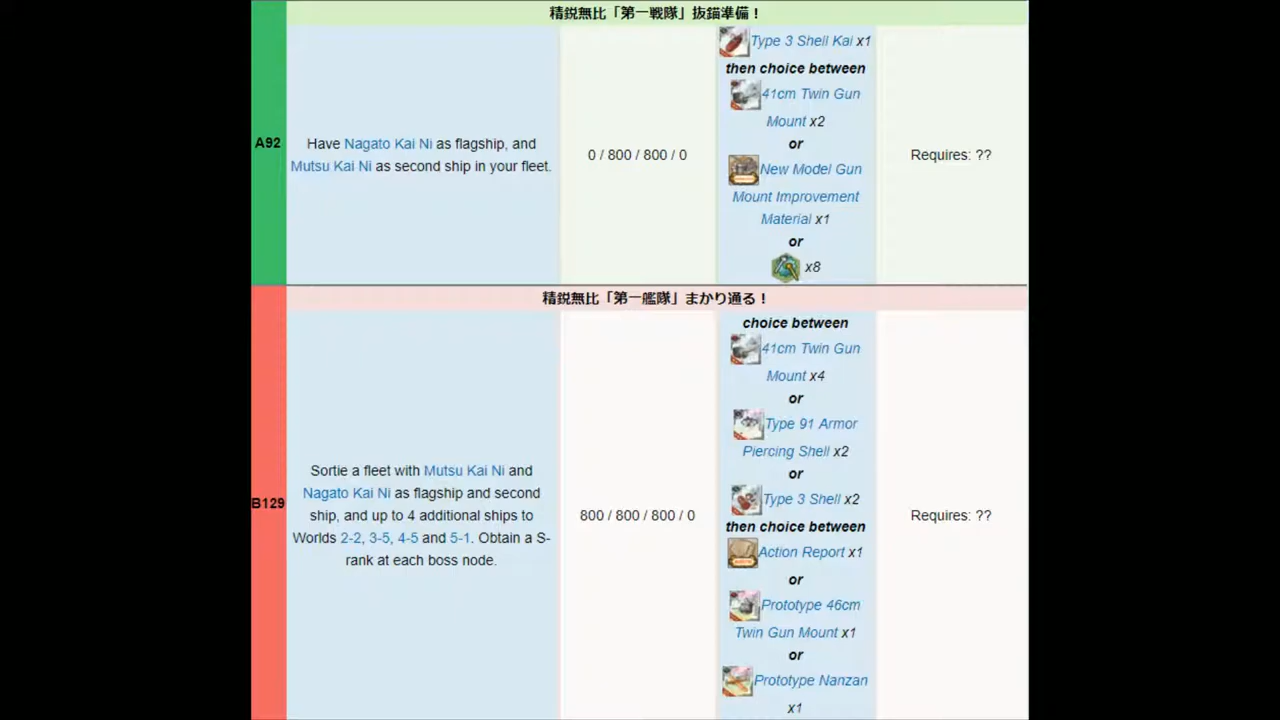 精鋭無比「第一戦隊」抜錨準備！
A92
Have Nagato Kai Ni as flagship, and
Mutsu Kai Ni as second ship in your fleet.
0 / 800 / 800 / 0
Type 3 Shell Kai x1
then choice between
41cm Twin Gun
Mount x2
or
New Model Gun
Mount Improvement
Material x1
or
x8
Requires: ??
精鋭無比「第一艦隊」まかり通る！
B129
Sortie a fleet with Mutsu Kai Ni and
Nagato Kai Ni as flagship and second
ship, and up to 4 additional ships to
Worlds 2-2, 3-5, 4-5 and 5-1. Obtain a S-
rank at each boss node.
800 / 800 / 800 / 0
choice between
41cm Twin Gun
Mount x4
or
Type 91 Armor
Piercing Shell x2
or
Type 3 Shell x2
then choice between
Action Report x1
or
Prototype 46cm
Twin Gun Mount x1
or
Prototype Nanzan
x1
Requires: ??